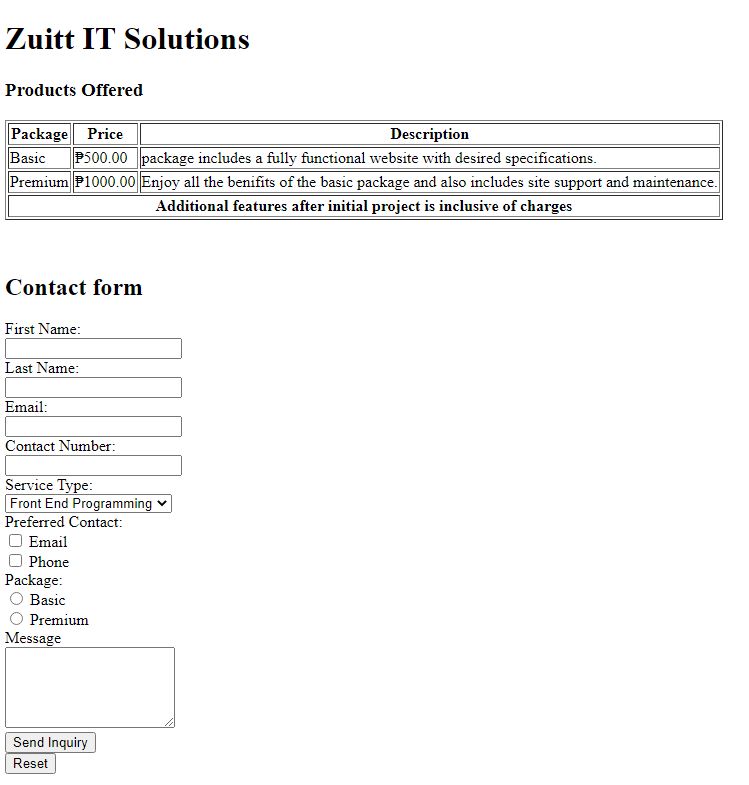 Zuitt IT Solutions
Products Offered
Package Price Description
Basic ₱500.00 package includes a fully functional website with desired specifications.
Premium ₱1000.00 Enjoy all the benifits of the basic package and also includes site support and maintenance.
Additional features after initial project is inclusive of charges
Contact form
First Name:
Last Name:
Email:
Contact Number:
Service Type:
Front End Programming
Preferred Contact:
Email
Phone
Package:
Basic
Premium
Message
Send Inquiry
Reset